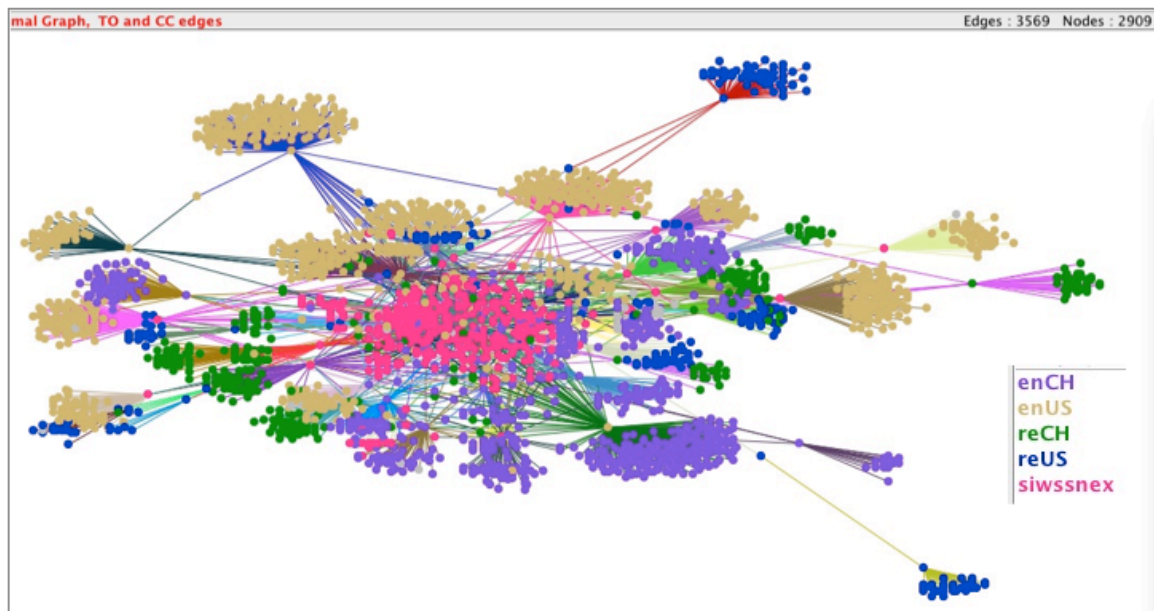 mal Graph, TO and CC edges
Edges : 3569 Nodes : 2909
enCH
enUS
reCH
reUS
siwssnex